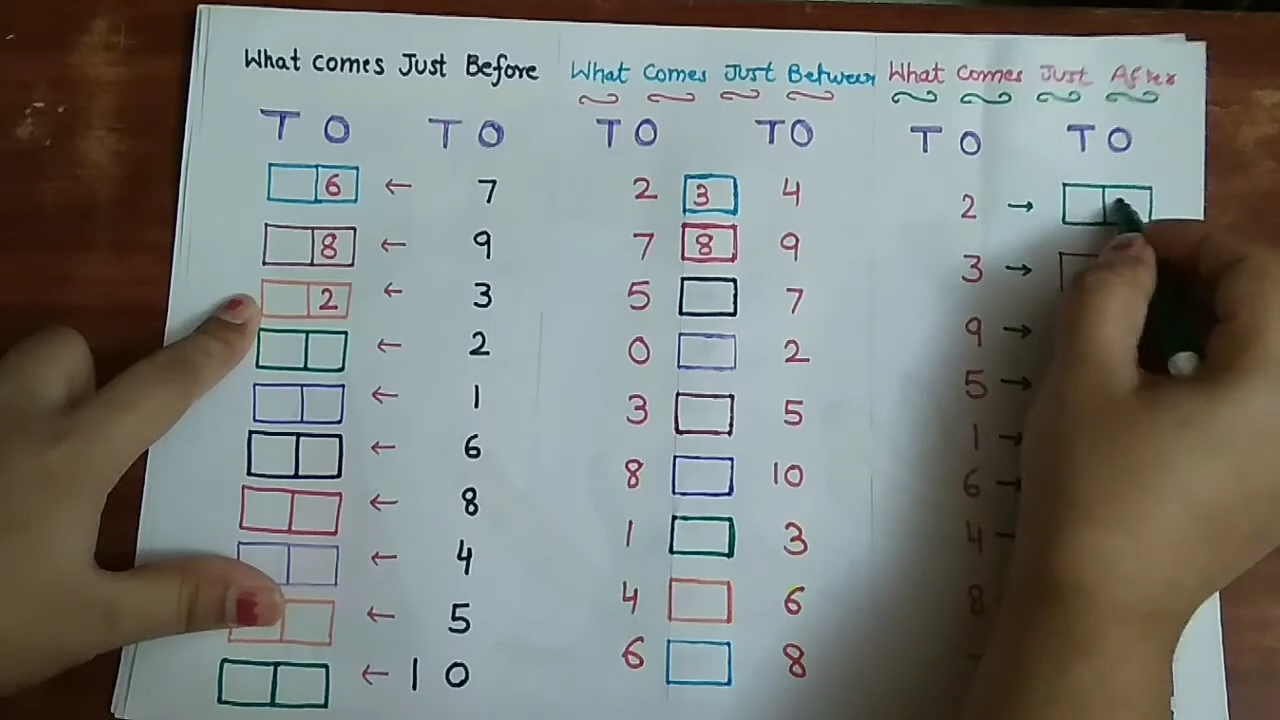 What comes Just Before What Comes Just Between What Comes Just After
T O T O T O T O T O T O
6 ← 7 2 3 4 2 →
8 ← 9 7 8 9 3 →
2 ← 3 5 7 9 →
← 2 0 2 5 →
← 1 3 5 1 →
← 6 8 10 6 →
← 8 1 3 4
← 4 4 6 8
← 5 6 8
← 10